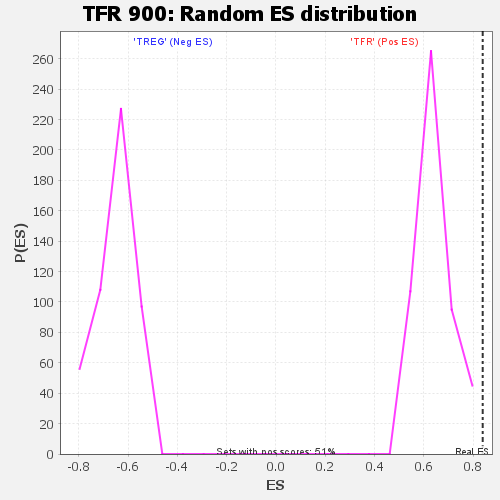 TFR 900: Random ES distribution
'TREG' (Neg ES)
'TFR' (Pos ES)
260
240
220
200
180
160
140
120
100
80
60
40
20
0
P(ES)
Sets with pos scores: 51%
Real ES
-0.8 -0.6 -0.4 -0.2 0.0 0.2 0.4 0.6 0.8
ES